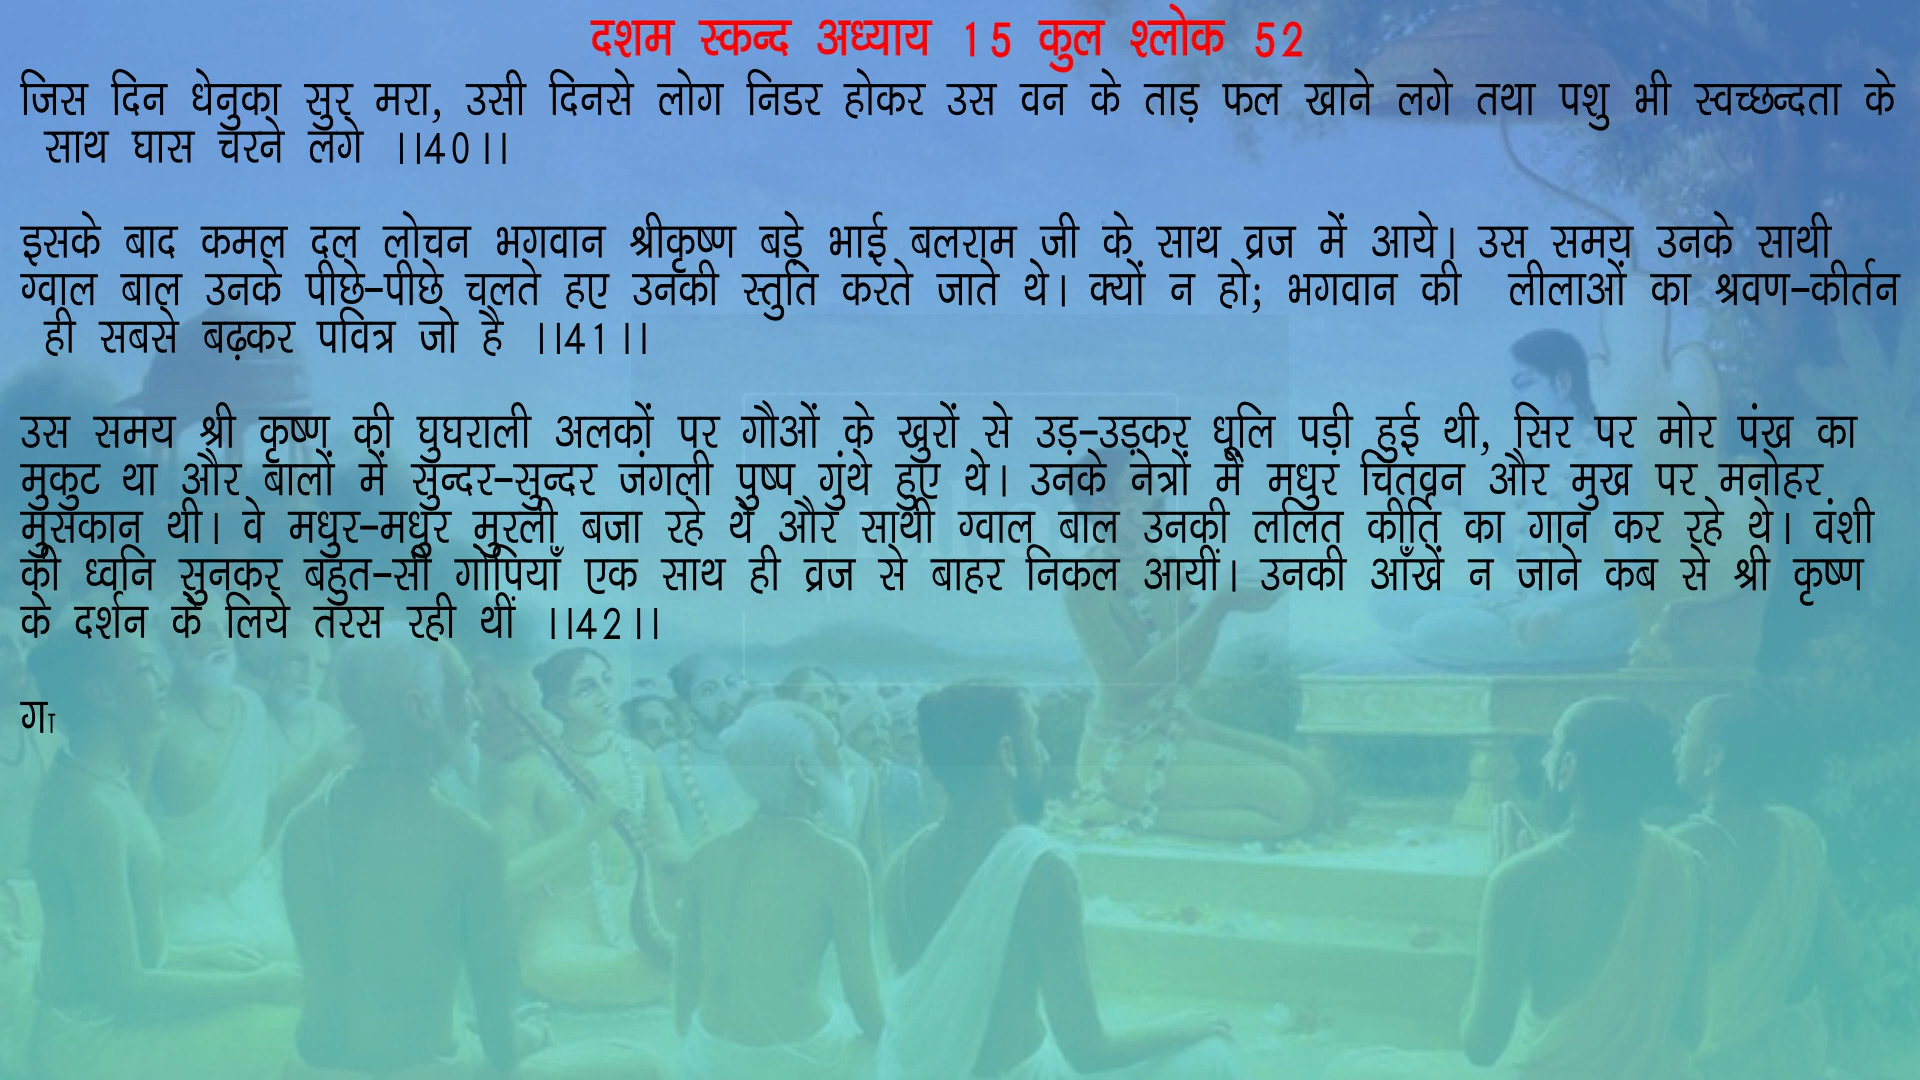 दशम स्कन्द अध्याय 15 कुल श्लोक 52
जिस दिन धेनुका सुर मरा, उसी दिनसे लोग निडर होकर उस वन के ताड़ फल खाने लगे तथा पशु भी स्वच्छन्दता के
साथ घास चरने लगे ।।40।।
इसके बाद कमल दल लोचन भगवान श्रीकृष्ण बड़े भाई बलराम जी के साथ व्रज में आये। उस समय उनके साथी
ग्वाल बाल उनके पीछे-पीछे चलते हए उनकी स्तुति करते जाते थे। क्यों न हो; भगवान की लीलाओं का श्रवण-कीर्तन
ही सबसे बढ़कर पवित्र जो है ।।41।।
उस समय श्री कृष्ण की घुघराली अलकों पर गौओं के खुरों से उड़-उड़कर धूलि पड़ी हुई थी, सिर पर मोर पंख का
मुकुट था और बालों में सुन्दर-सुन्दर जंगली पुष्प गुंथे हुए थे। उनके नेत्रों में मधुर चितवन और मुख पर मनोहर
मुसकान थी। वे मधुर-मधुर मुरली बजा रहे थे और साथी ग्वाल बाल उनकी ललित कीर्ति का गान कर रहे थे। वंशी
की ध्वनि सुनकर बहुत-सी गोपियाँ एक साथ ही व्रज से बाहर निकल आयीं। उनकी आँखें न जाने कब से श्री कृष्ण
के दर्शन के लिये तरस रही थीं ।।42।।
गा